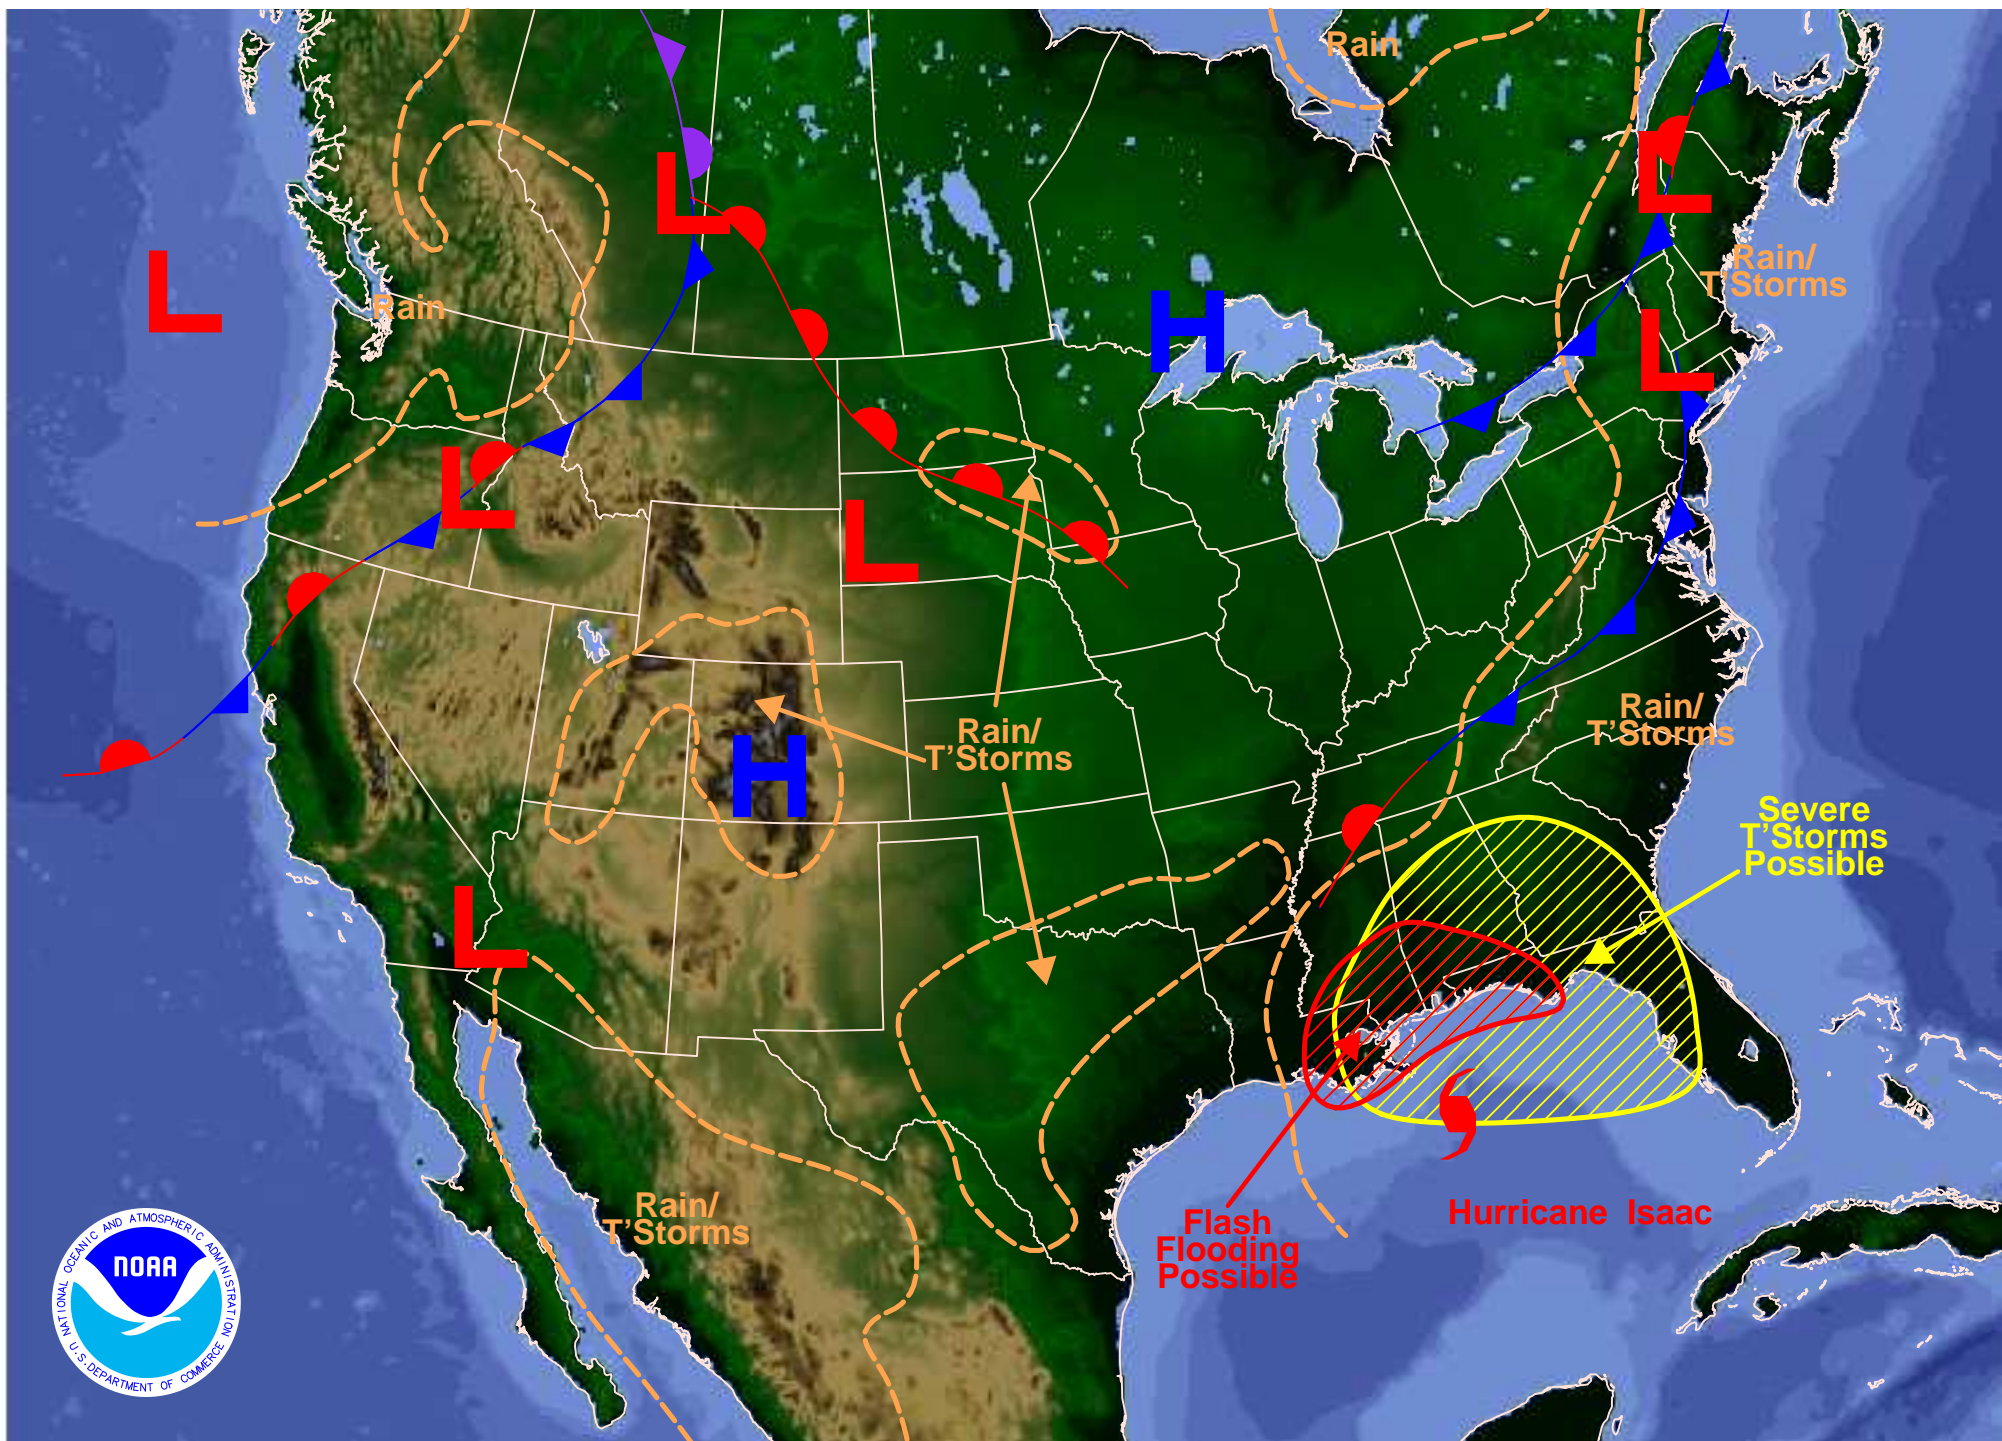 Rain
L
L
L
Rain/
T'Storms
L
Rain
H
L
L
L
Rain/
T'Storms
H
Rain/
T'Storms
Severe
T'Storms
Possible
L
Rain/
T'Storms
Flash
Flooding
Possible
Hurricane Isaac
NATIONAL OCEANIC AND ATMOSPHERIC ADMINISTRATION
NOAA
U.S. DEPARTMENT OF COMMERCE